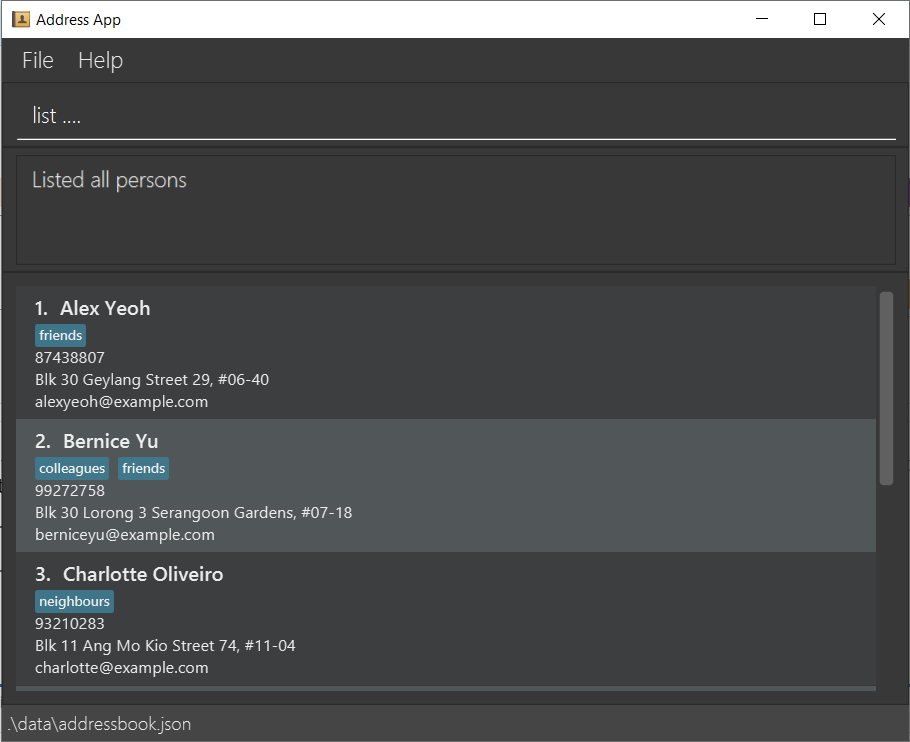 Address App
File Help
list ....
Listed all persons
1. Alex Yeoh
friends
87438807
Blk 30 Geylang Street 29, #06-40
alexyeoh@example.com
2. Bernice Yu
colleagues friends
99272758
Blk 30 Lorong 3 Serangoon Gardens, #07-18
berniceyu@example.com
3. Charlotte Oliveiro
neighbours
93210283
Blk 11 Ang Mo Kio Street 74, #11-04
charlotte@example.com
.\data\addressbook.json